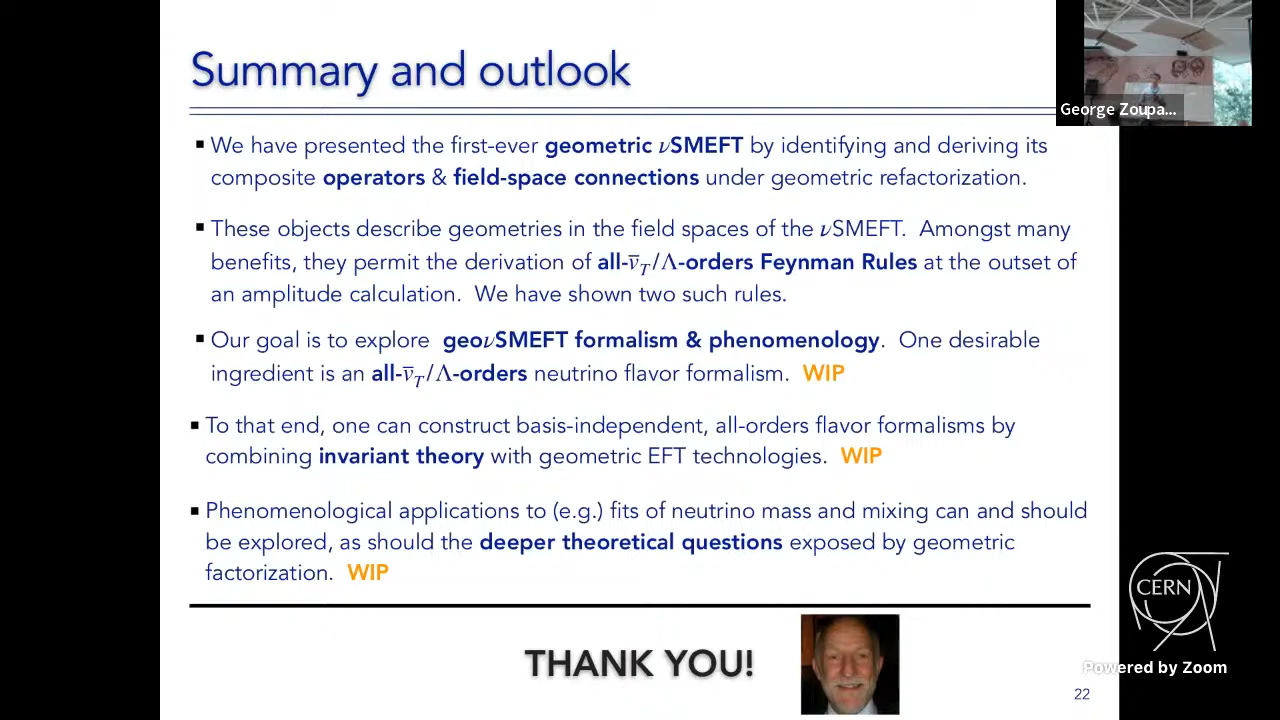 Summary and outlook
George Zoupa...
▪ We have presented the first-ever geometric νSMEFT by identifying and deriving its
composite operators & field-space connections under geometric refactorization.
▪ These objects describe geometries in the field spaces of the νSMEFT. Amongst many
benefits, they permit the derivation of all-v̄_T/Λ-orders Feynman Rules at the outset of
an amplitude calculation. We have shown two such rules.
▪ Our goal is to explore geoνSMEFT formalism & phenomenology. One desirable
ingredient is an all-v̄_T/Λ-orders neutrino flavor formalism. WIP
▪ To that end, one can construct basis-independent, all-orders flavor formalisms by
combining invariant theory with geometric EFT technologies. WIP
▪ Phenomenological applications to (e.g.) fits of neutrino mass and mixing can and should
be explored, as should the deeper theoretical questions exposed by geometric
factorization. WIP
CERN
THANK YOU!
Powered by Zoom
22